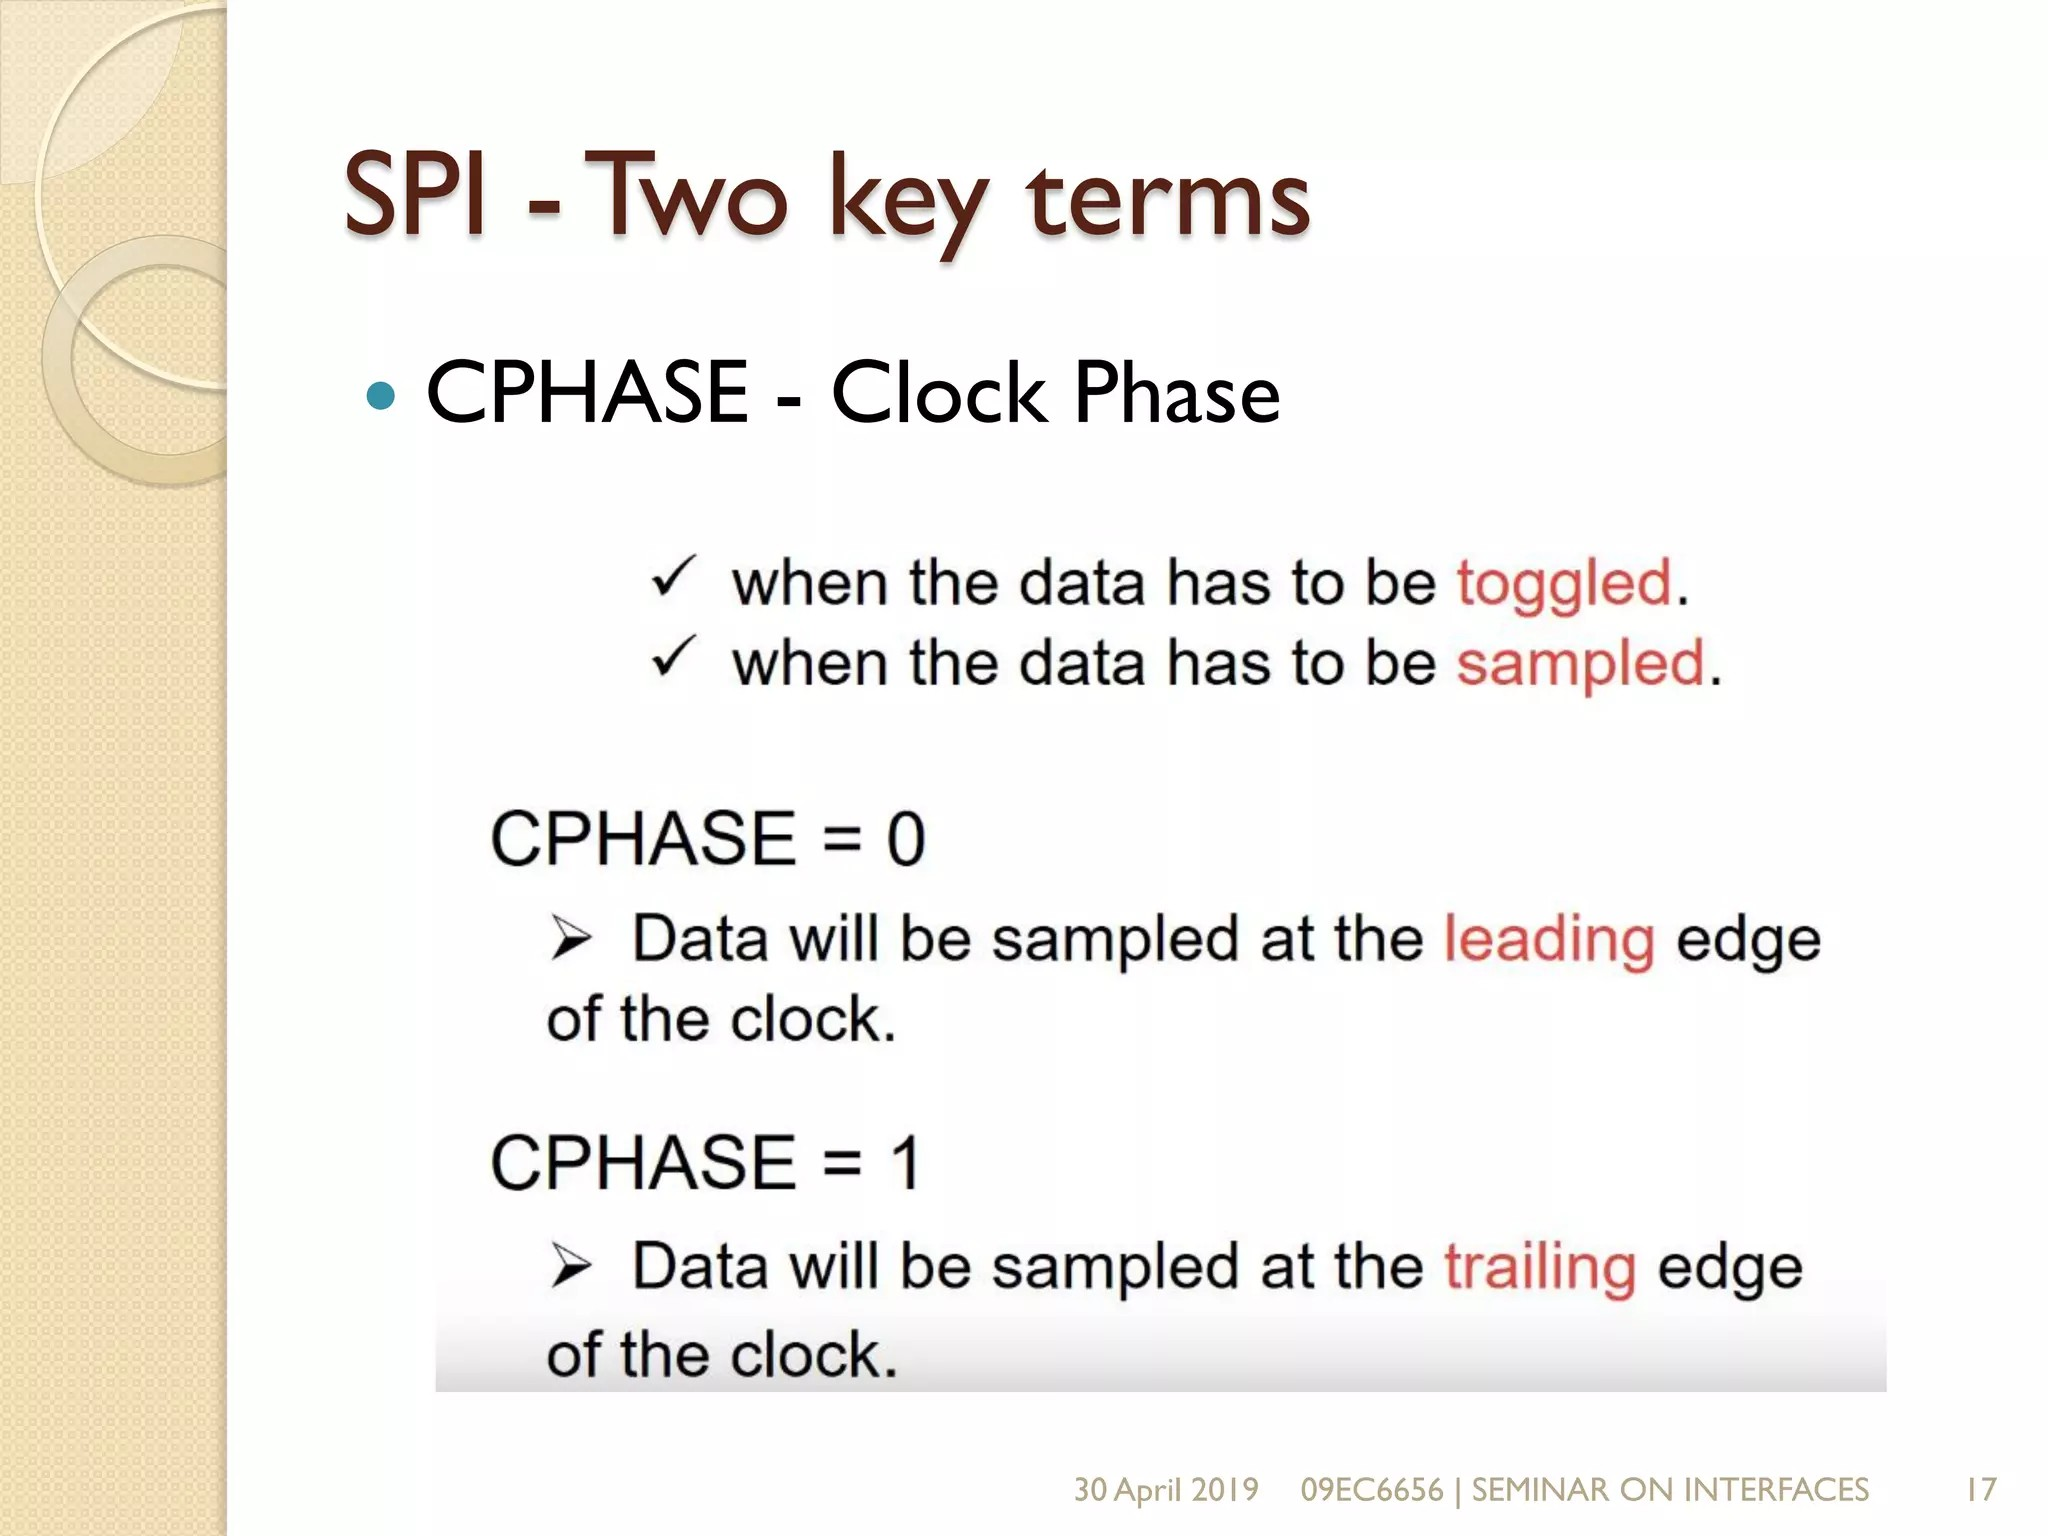 SPI - Two key terms
• CPHASE - Clock Phase
✓ when the data has to be toggled.
✓ when the data has to be sampled.
CPHASE = 0
➢ Data will be sampled at the leading edge
of the clock.
CPHASE = 1
➢ Data will be sampled at the trailing edge
of the clock.
30 April 2019 09EC6656 | SEMINAR ON INTERFACES 17